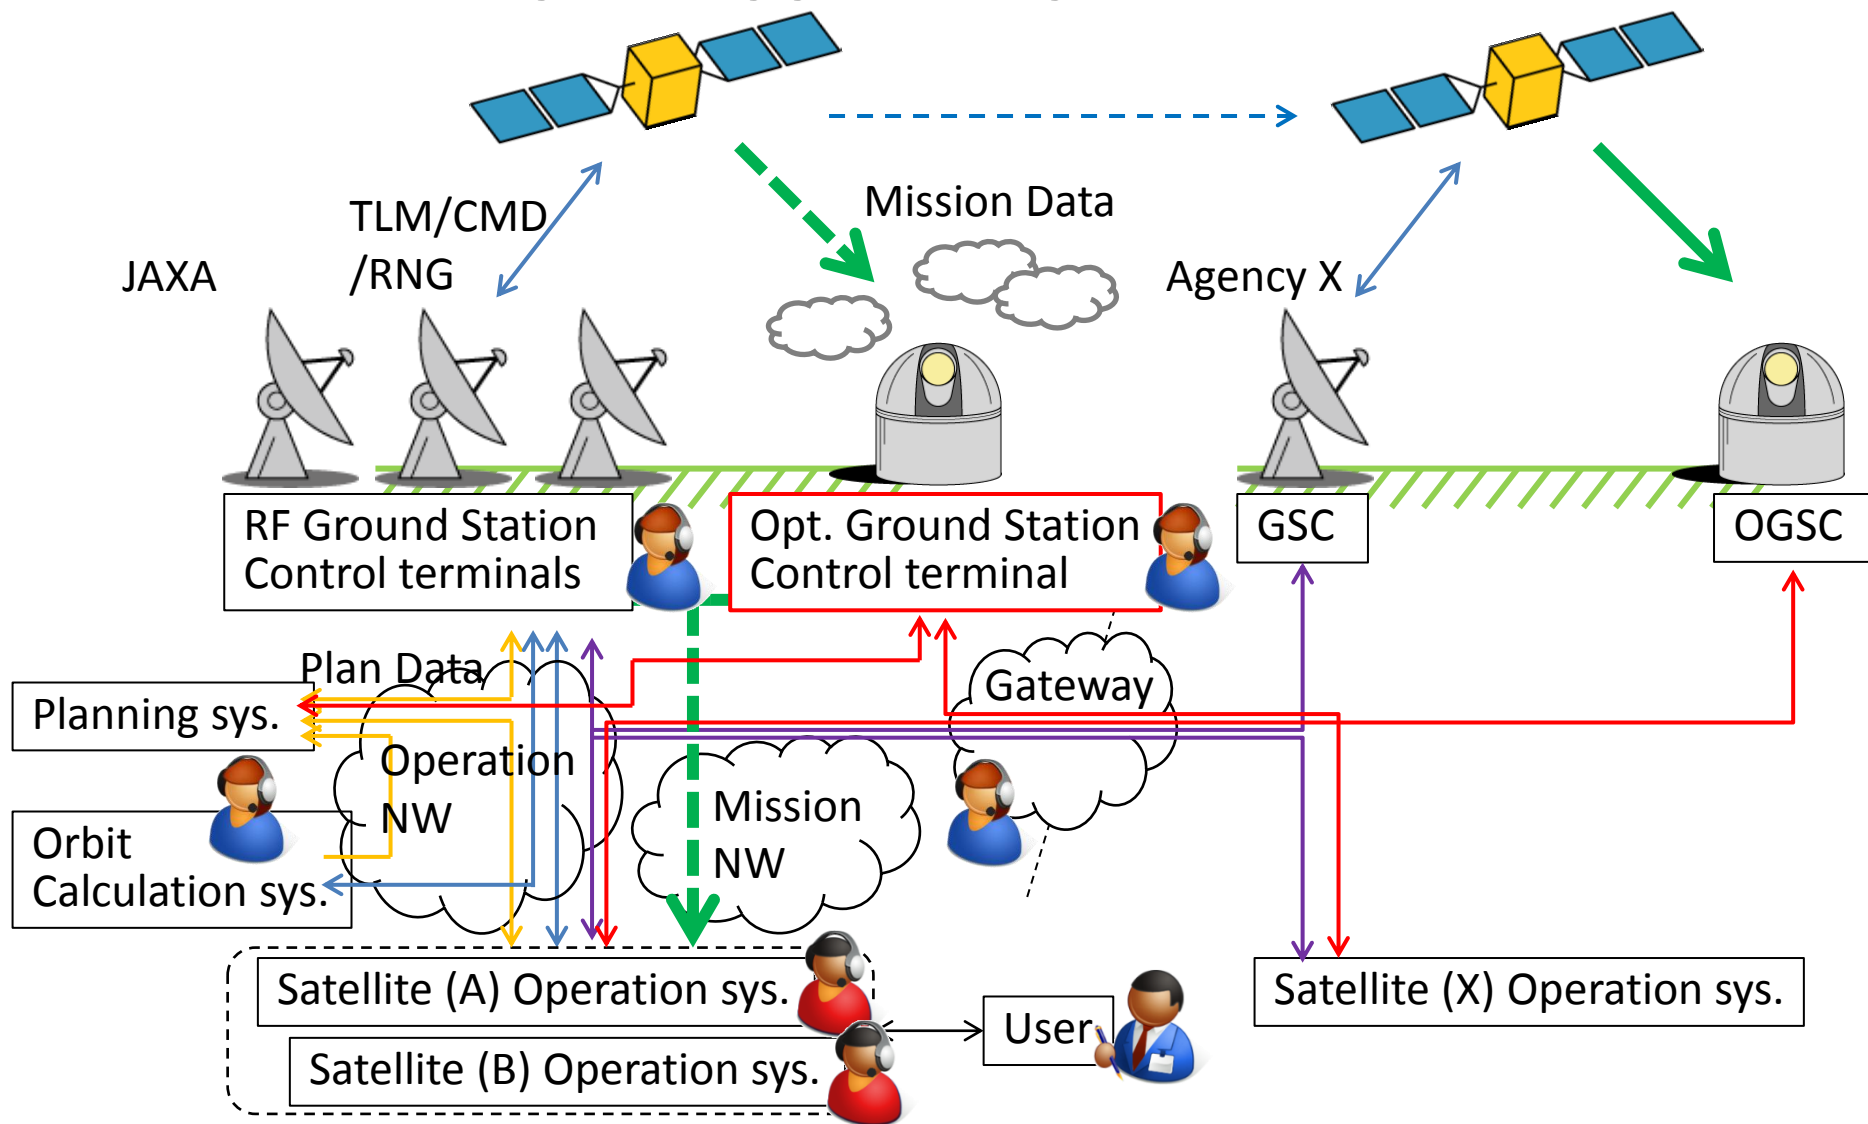 TLM/CMD
/RNG
Mission Data
JAXA
Agency X
RF Ground Station
Control terminals
Opt. Ground Station
Control terminal
GSC
OGSC
Plan Data
Planning sys.
Gateway
Operation
NW
Mission
NW
Orbit
Calculation sys.
Satellite (A) Operation sys.
Satellite (B) Operation sys.
User
Satellite (X) Operation sys.